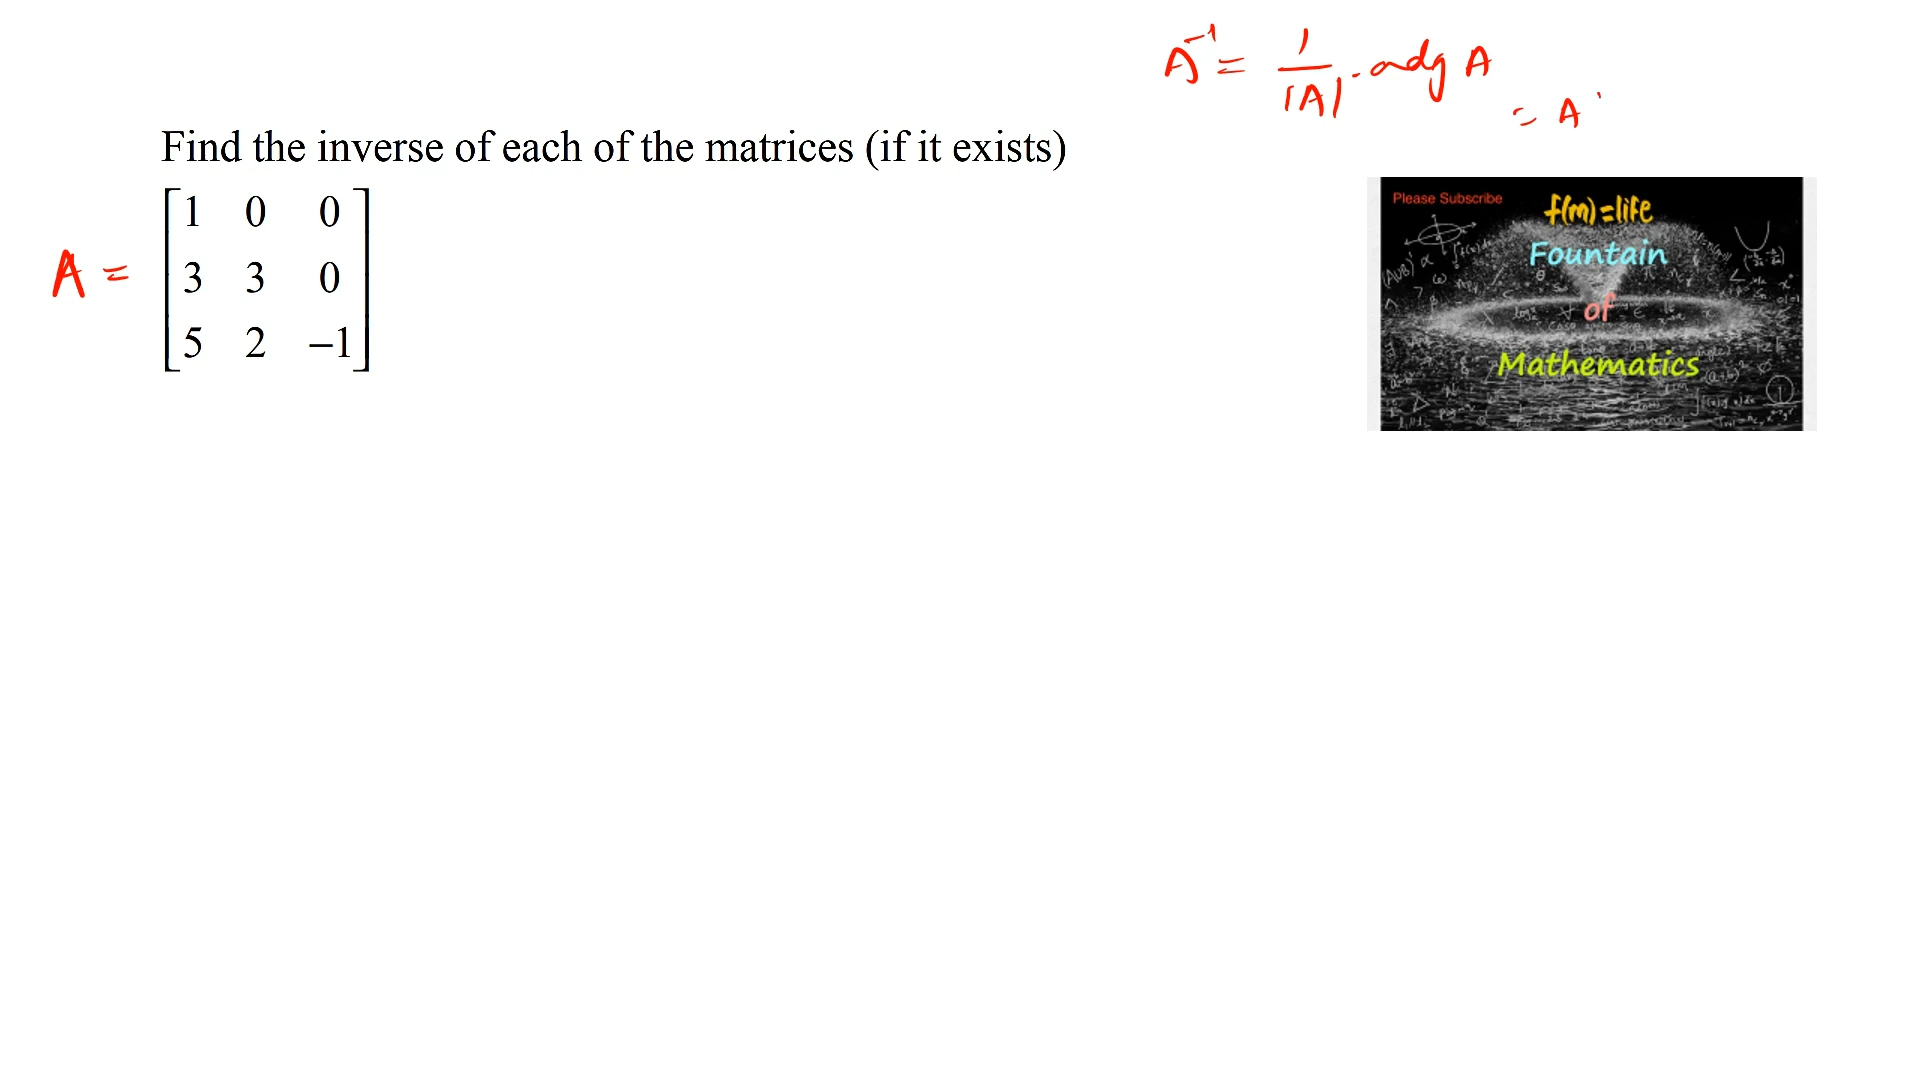 A⁻¹ = 1/|A| · adj A
= A'
Find the inverse of each of the matrices (if it exists)
A = [1 0 0
3 3 0
5 2 −1]
Please Subscribe
f(m)=life
Fountain
of
Mathematics